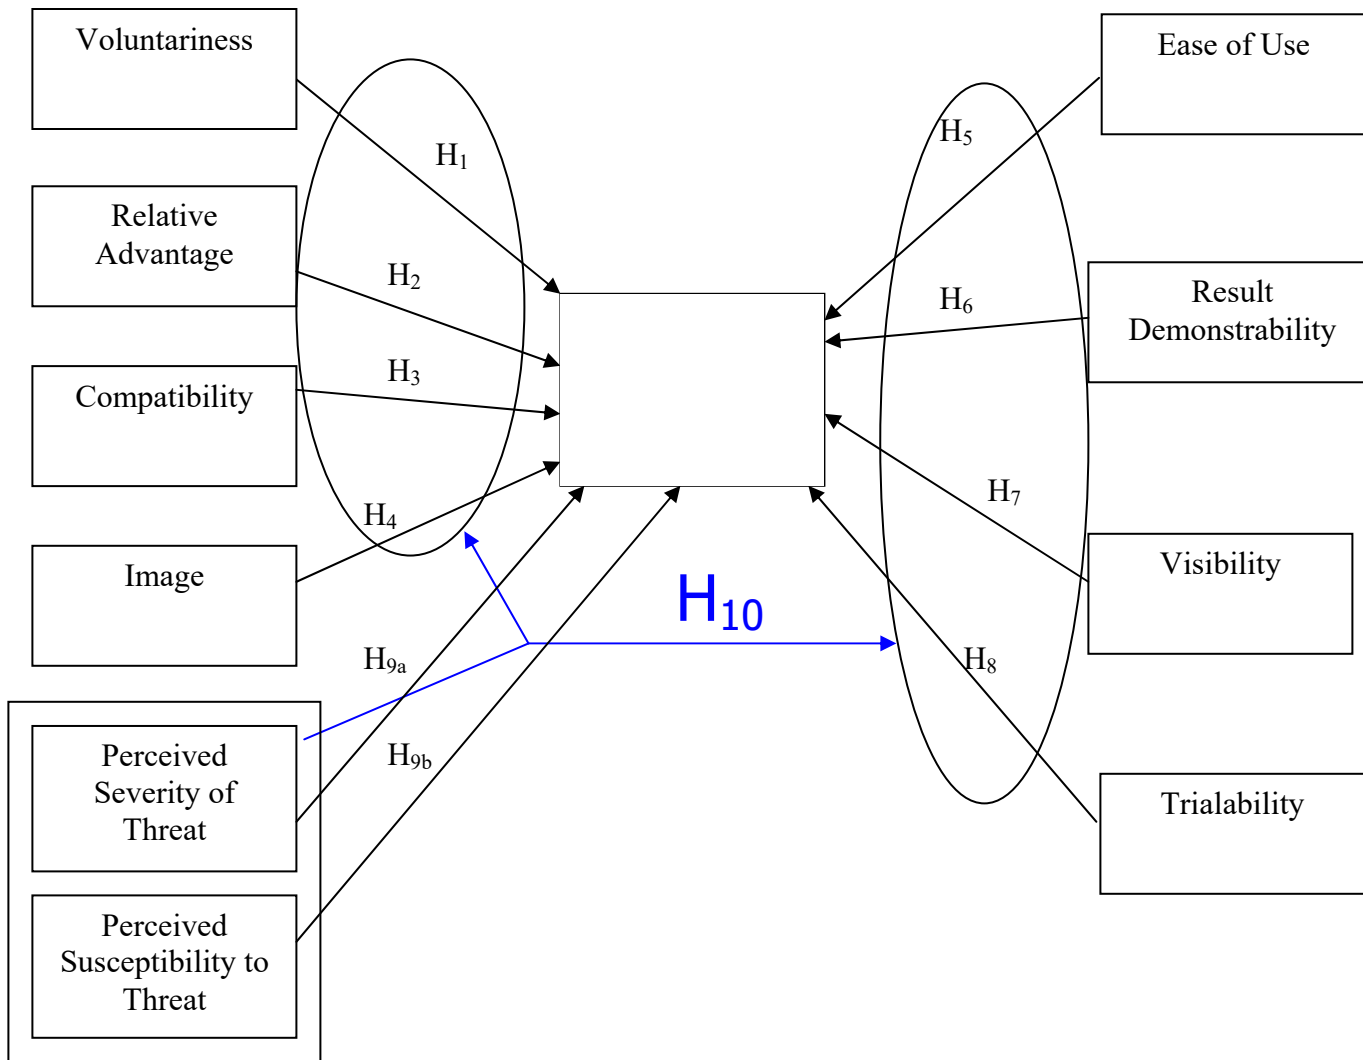 Voluntariness
Ease of Use
H₁
H₅
Relative
Advantage
H₂
H₆
Result
Demonstrability
Compatibility
H₃
H₄
H₇
Image
Visibility
H₁₀
H₉ₐ
H₈
Perceived
Severity of
Threat
H9b
Trialability
Perceived
Susceptibility to
Threat